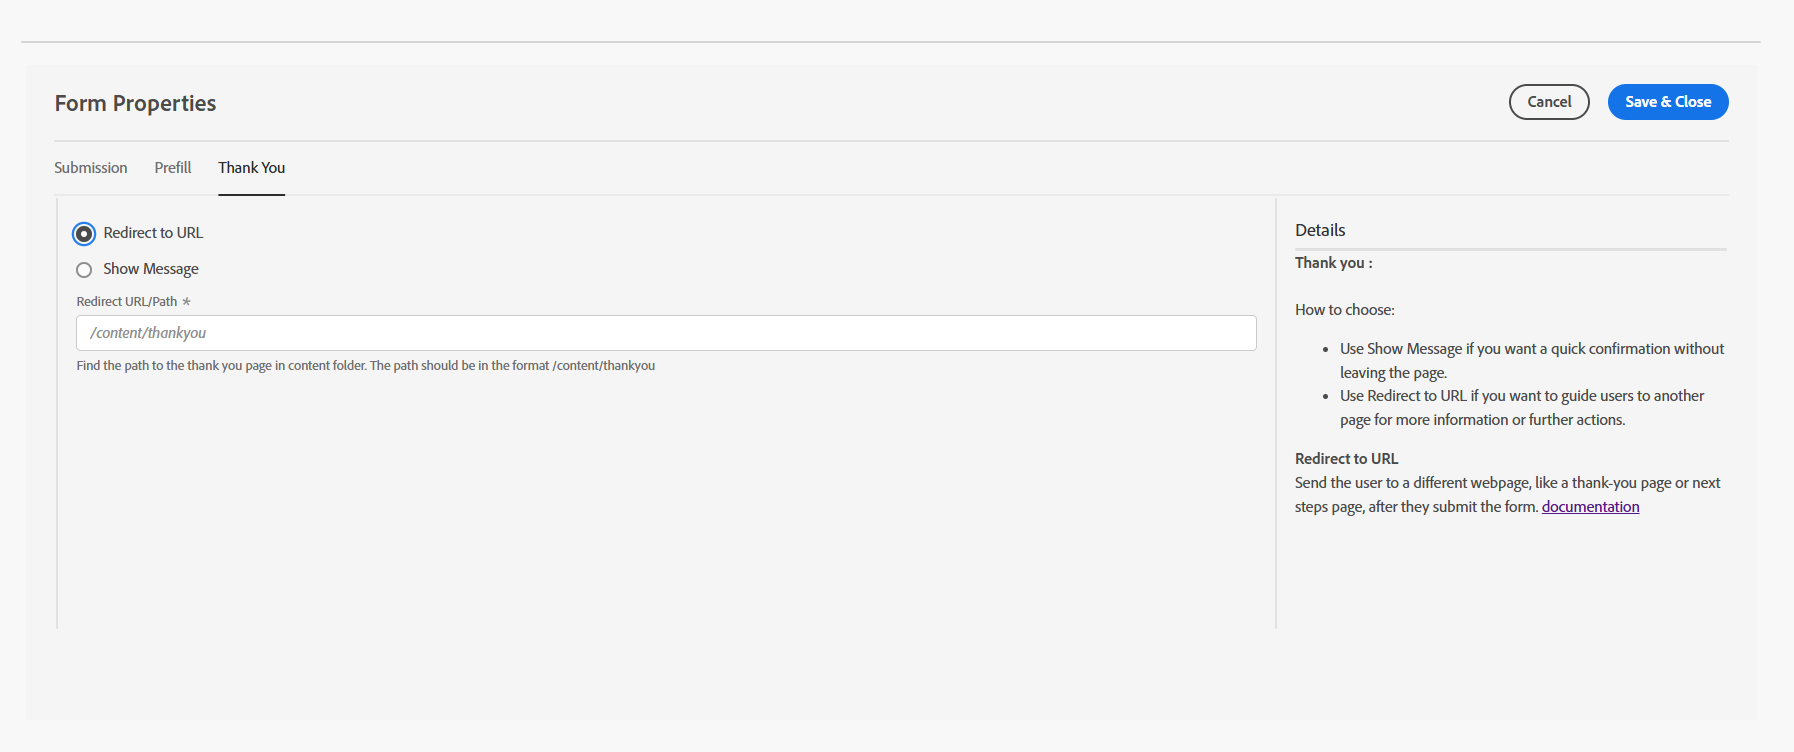 Form Properties
Cancel
Save & Close
Submission
Prefill
Thank You
Redirect to URL
Show Message
Redirect URL/Path *
/content/thankyou
Find the path to the thank you page in content folder. The path should be in the format /content/thankyou
Details
Thank you :
How to choose:
• Use Show Message if you want a quick confirmation without
leaving the page.
• Use Redirect to URL if you want to guide users to another
page for more information or further actions.
Redirect to URL
Send the user to a different webpage, like a thank-you page or next
steps page, after they submit the form. documentation